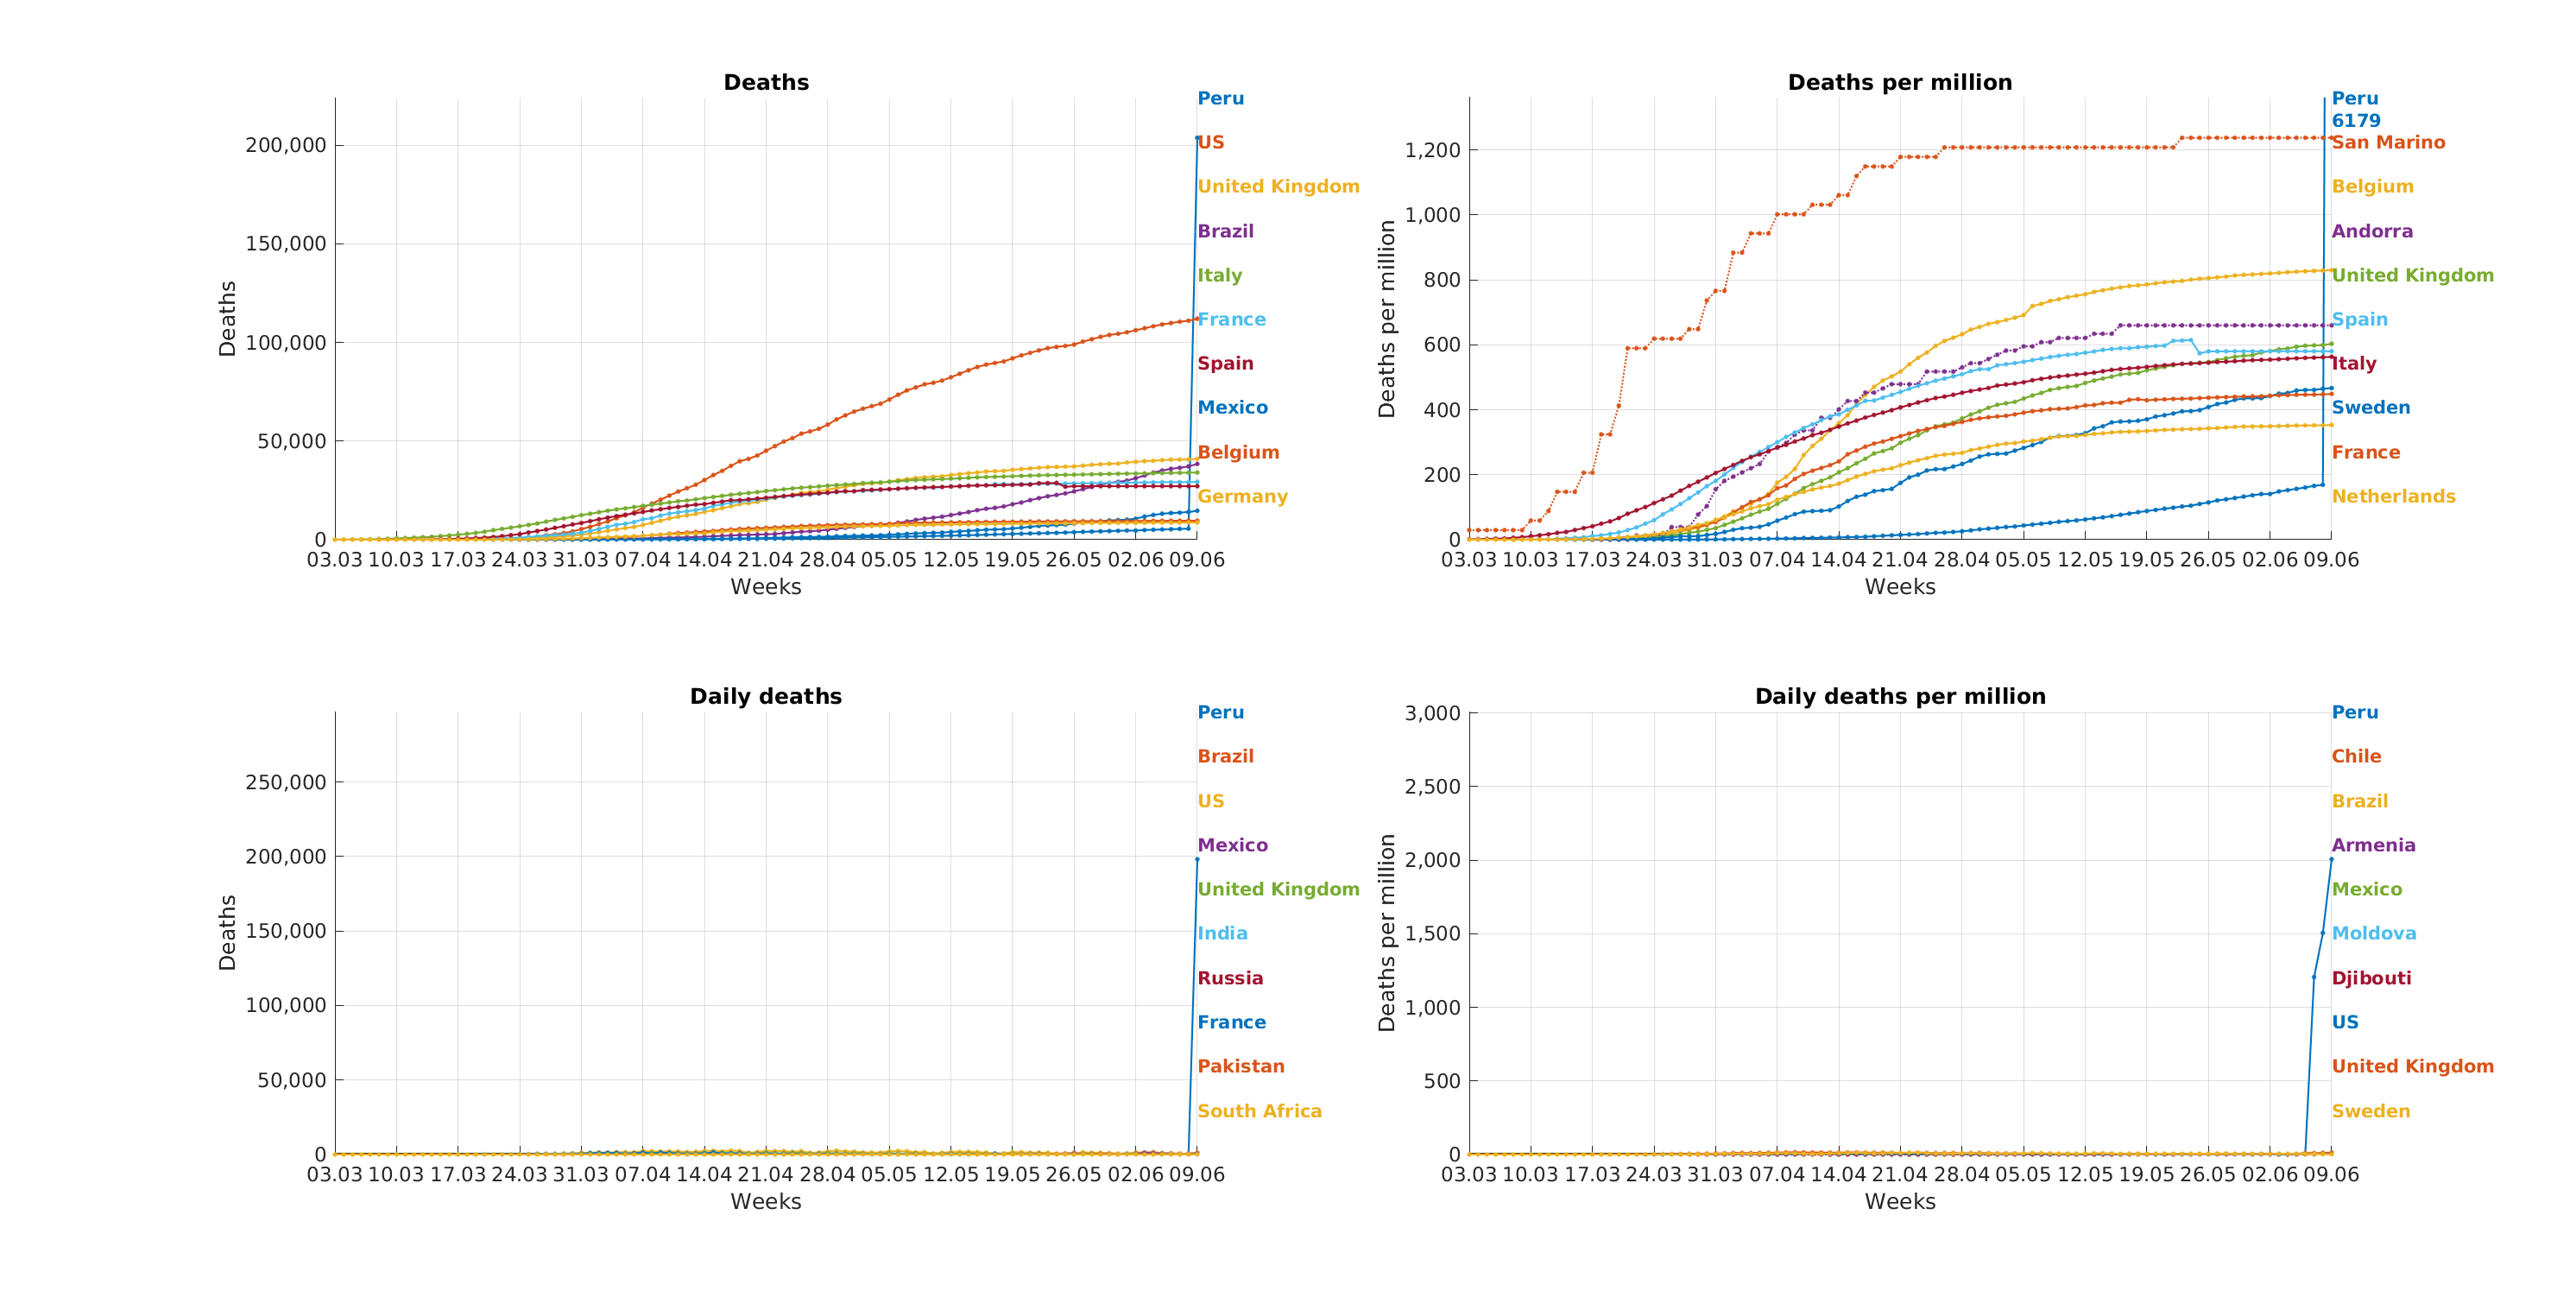 Deaths
Deaths
200,000
150,000
100,000
50,000
0
03.03 10.03 17.03 24.03 31.03 07.04 14.04 21.04 28.04 05.05 12.05 19.05 26.05 02.06 09.06
Weeks
Peru
US
United Kingdom
Brazil
Italy
France
Spain
Mexico
Belgium
Germany
Deaths per million
Deaths per million
1,200
1,000
800
600
400
200
0
03.03 10.03 17.03 24.03 31.03 07.04 14.04 21.04 28.04 05.05 12.05 19.05 26.05 02.06 09.06
Weeks
Peru
6179
San Marino
Belgium
Andorra
United Kingdom
Spain
Italy
Sweden
France
Netherlands
Daily deaths
Deaths
250,000
200,000
150,000
100,000
50,000
0
03.03 10.03 17.03 24.03 31.03 07.04 14.04 21.04 28.04 05.05 12.05 19.05 26.05 02.06 09.06
Weeks
Peru
Brazil
US
Mexico
United Kingdom
India
Russia
France
Pakistan
South Africa
Daily deaths per million
Deaths per million
3,000
2,500
2,000
1,500
1,000
500
0
03.03 10.03 17.03 24.03 31.03 07.04 14.04 21.04 28.04 05.05 12.05 19.05 26.05 02.06 09.06
Weeks
Peru
Chile
Brazil
Armenia
Mexico
Moldova
Djibouti
US
United Kingdom
Sweden